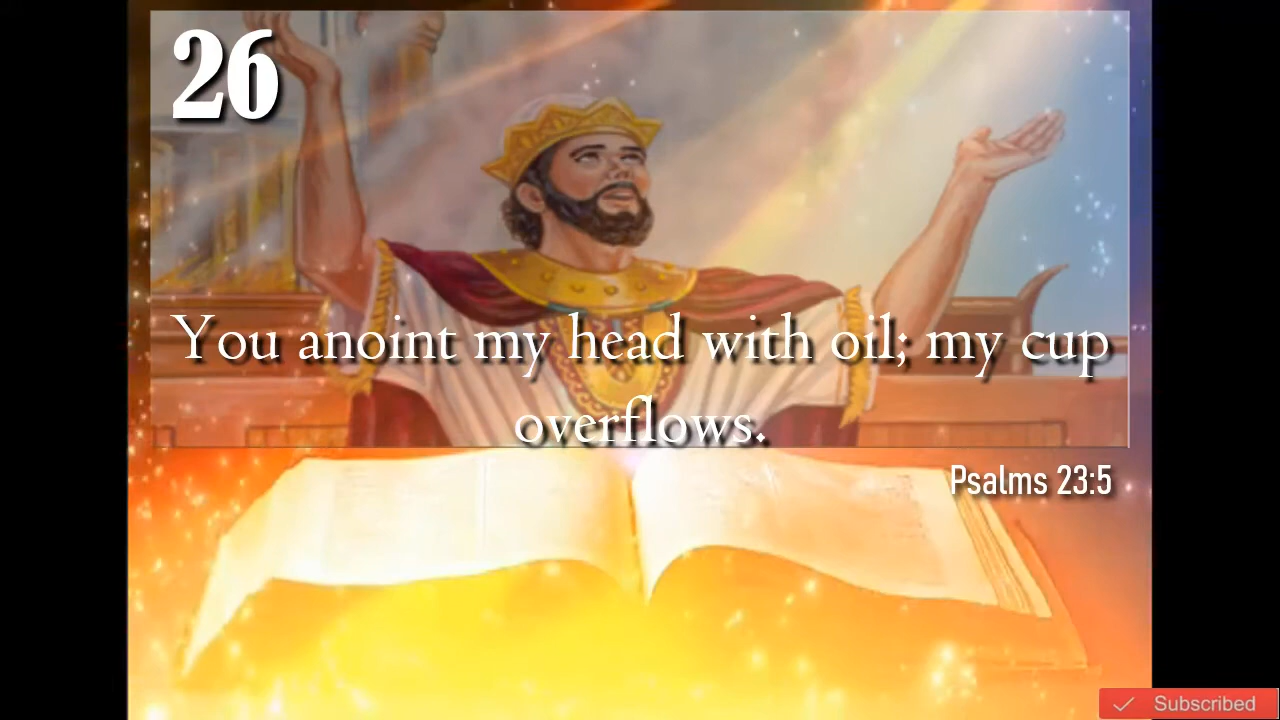 26
You anoint my head with oil; my cup
overflows.
Psalms 23:5
Subscribed